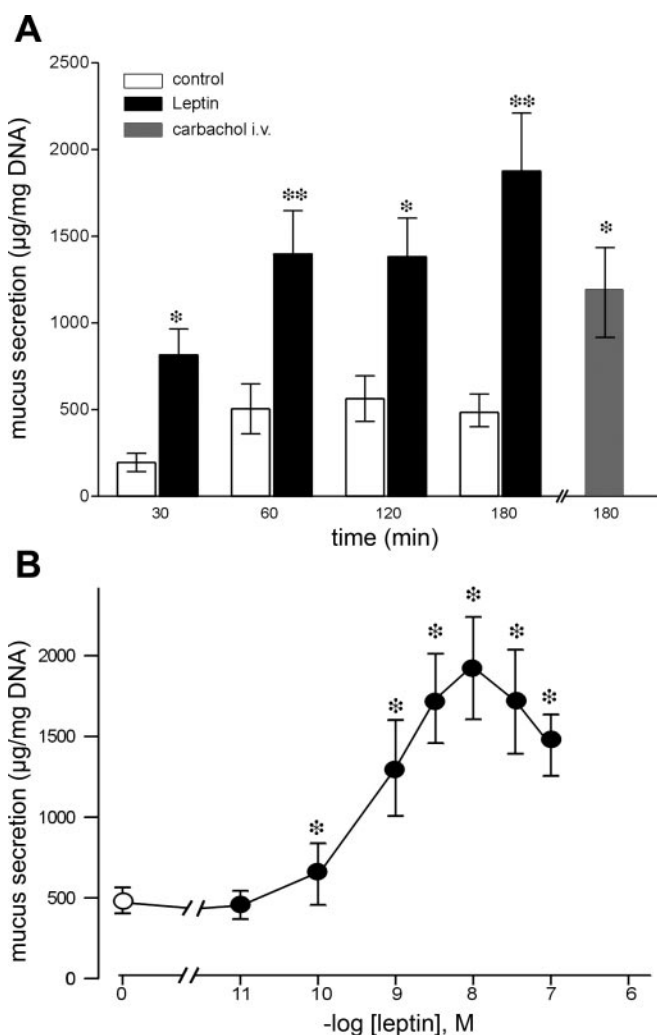 A
2500
2000
1500
1000
500
0
mucus secretion (µg/mg DNA)
control
Leptin
carbachol i.v.
* ** * ** *
30 60 120 180 // 180
time (min)
B
2000
1500
1000
500
0
mucus secretion (µg/mg DNA)
* * * * * *
0 // 11 10 9 8 7 6
-log [leptin], M